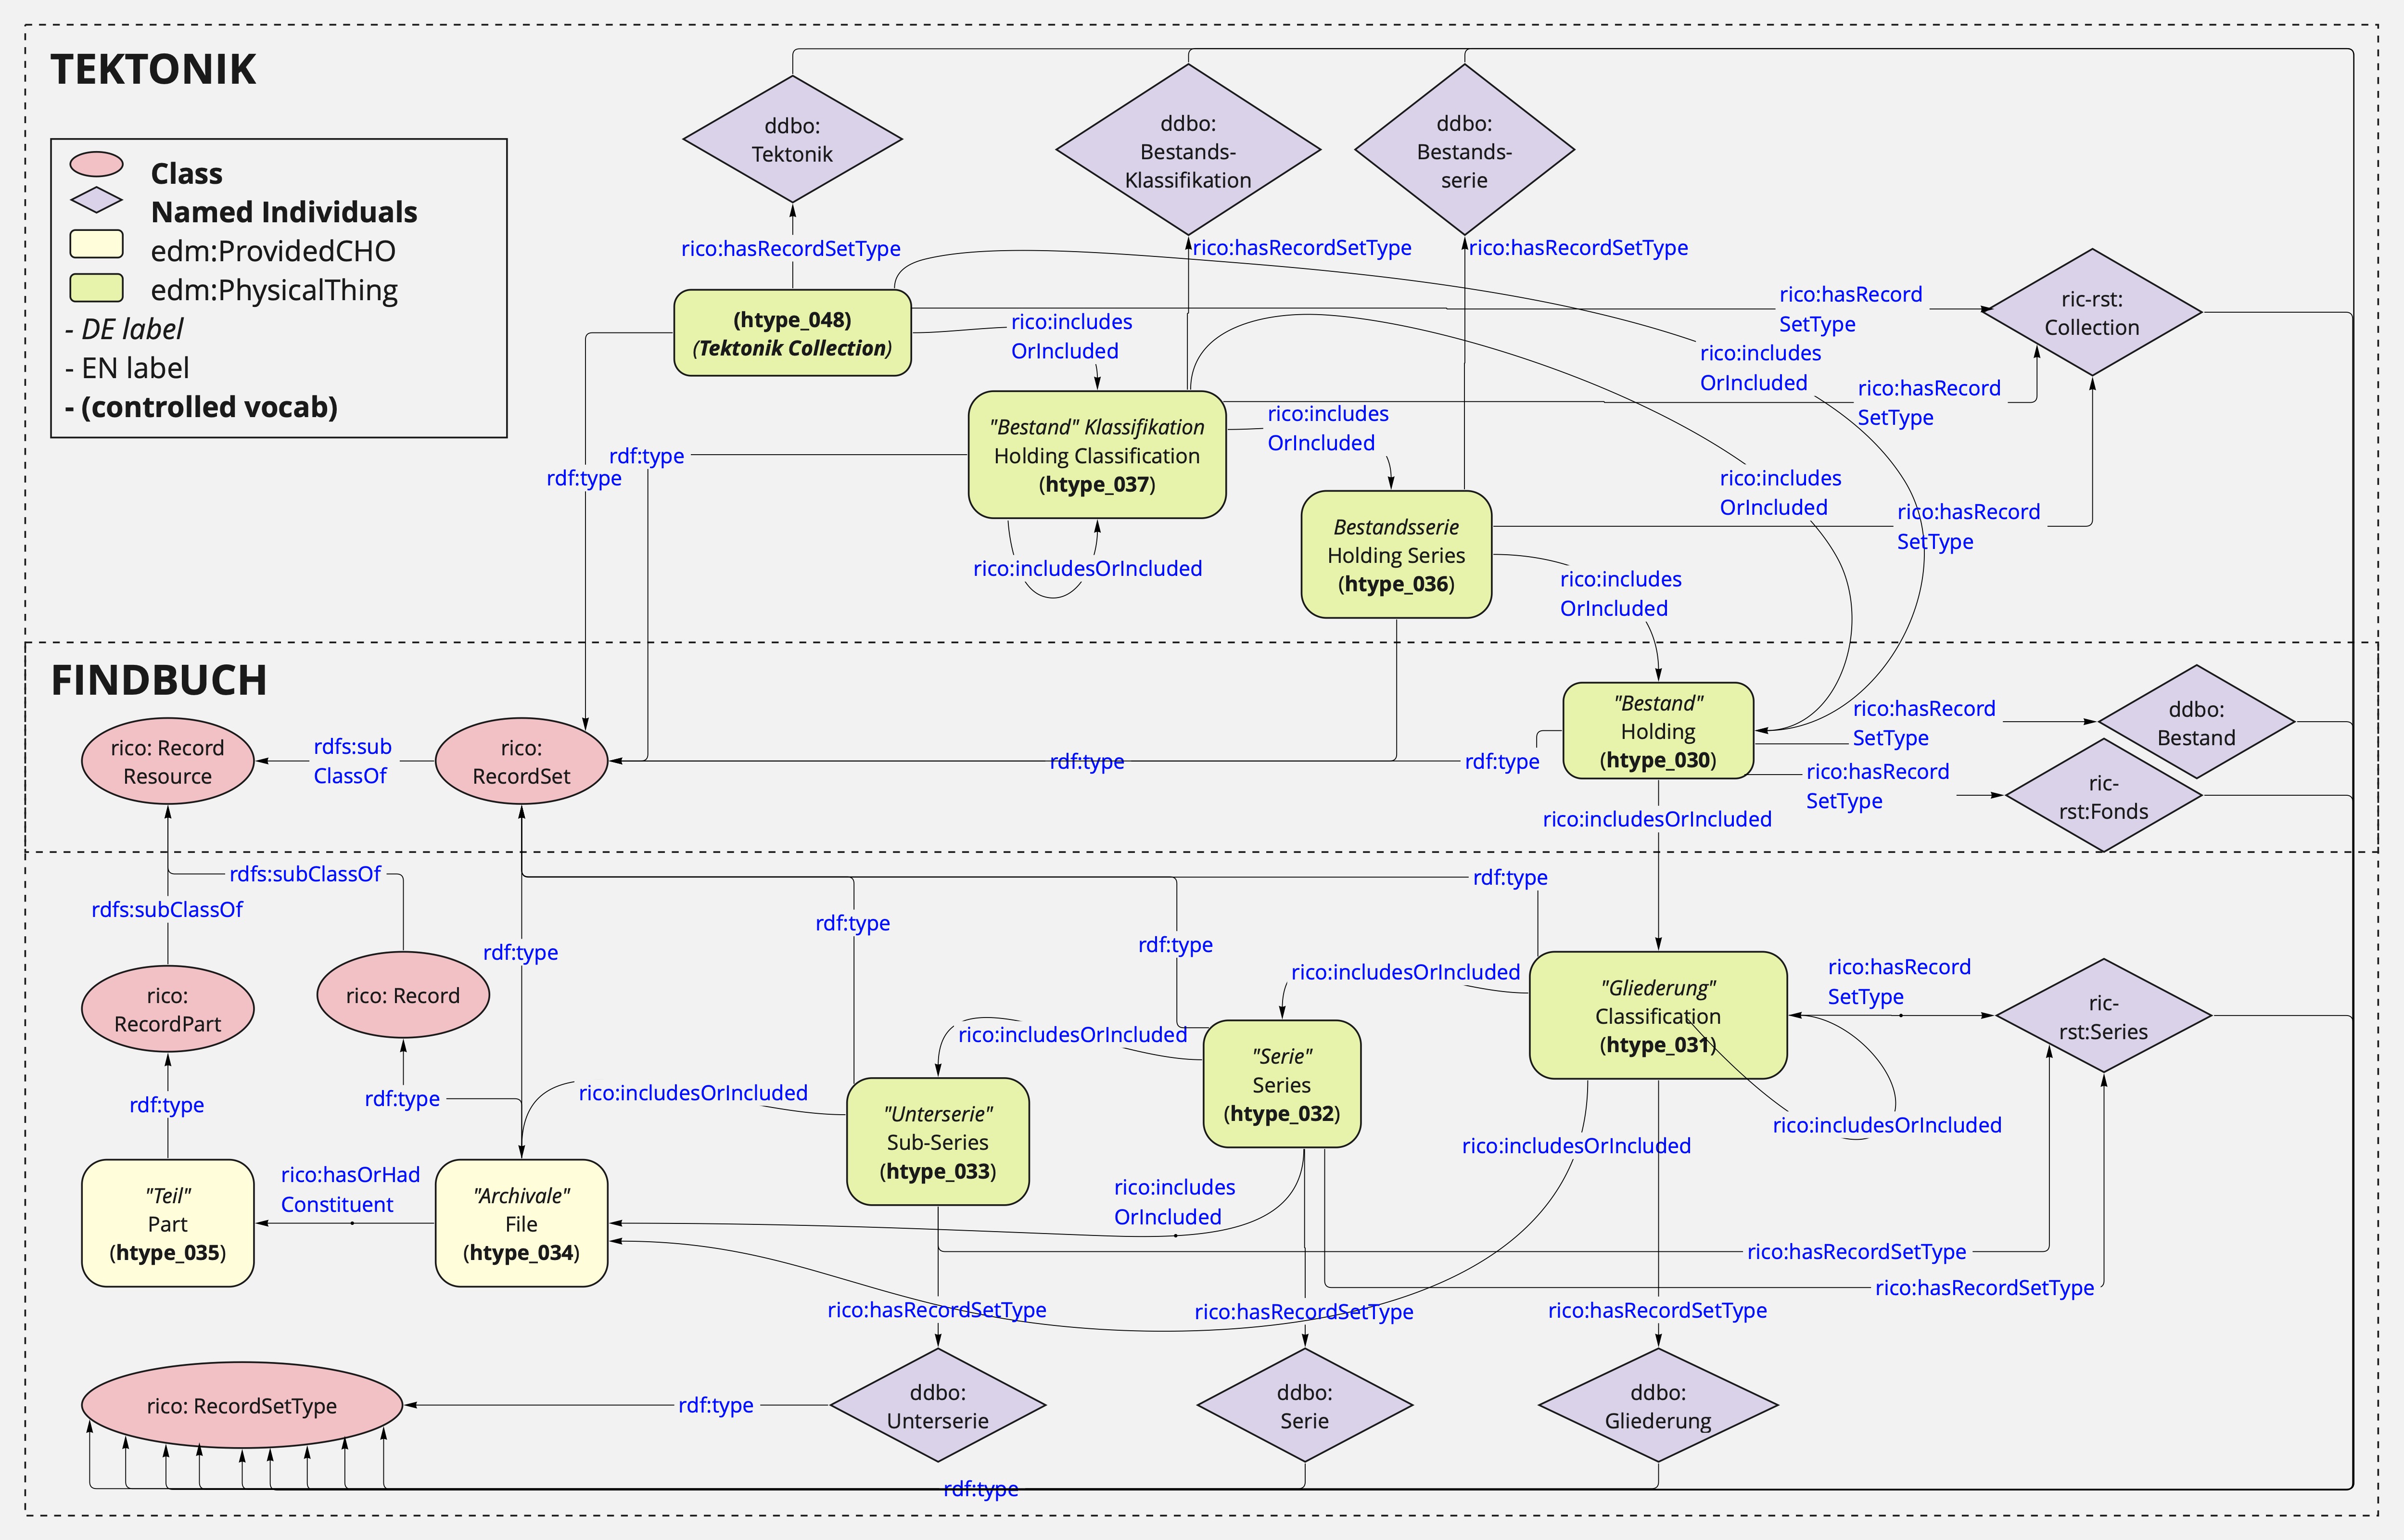 TEKTONIK
Class
Named Individuals
edm:ProvidedCHO
edm:PhysicalThing
- DE label
- EN label
- (controlled vocab)
ddbo:
Tektonik
ddbo:
Bestands-
Klassifikation
ddbo:
Bestands-
serie
rico:hasRecordSetType
rico:hasRecordSetType
rico:hasRecordSetType
(htype_048)
(Tektonik Collection)
rico:includes
OrIncluded
rico:hasRecord
SetType
ric-rst:
Collection
rico:includes
OrIncluded
rico:hasRecord
SetType
"Bestand" Klassifikation
Holding Classification
(htype_037)
rico:includes
OrIncluded
rdf:type
rdf:type
rico:includes
OrIncluded
rico:hasRecord
SetType
Bestandsserie
Holding Series
(htype_036)
rico:includesOrIncluded
rico:includes
OrIncluded
FINDBUCH
rico: Record
Resource
rdfs:sub
ClassOf
rico:
RecordSet
rdf:type
rdf:type
"Bestand"
Holding
(htype_030)
rico:hasRecord
SetType
ddbo:
Bestand
rico:hasRecord
SetType
ric-
rst:Fonds
rico:includesOrIncluded
rdfs:subClassOf
rdfs:subClassOf
rdf:type
rdf:type
rdf:type
rdf:type
rico:
RecordPart
rico: Record
rico:includesOrIncluded
"Gliederung"
Classification
(htype_031)
rico:hasRecord
SetType
ric-
rst:Series
rico:includesOrIncluded
"Serie"
Series
(htype_032)
rdf:type
rdf:type
rico:includesOrIncluded
"Unterserie"
Sub-Series
(htype_033)
rico:includesOrIncluded
rico:includesOrIncluded
"Teil"
Part
(htype_035)
rico:hasOrHad
Constituent
"Archivale"
File
(htype_034)
rico:includes
OrIncluded
rico:hasRecordSetType
rico:hasRecordSetType
rico:hasRecordSetType
rico:hasRecordSetType
rico:hasRecordSetType
rico: RecordSetType
rdf:type
ddbo:
Unterserie
ddbo:
Serie
ddbo:
Gliederung
rdf:type